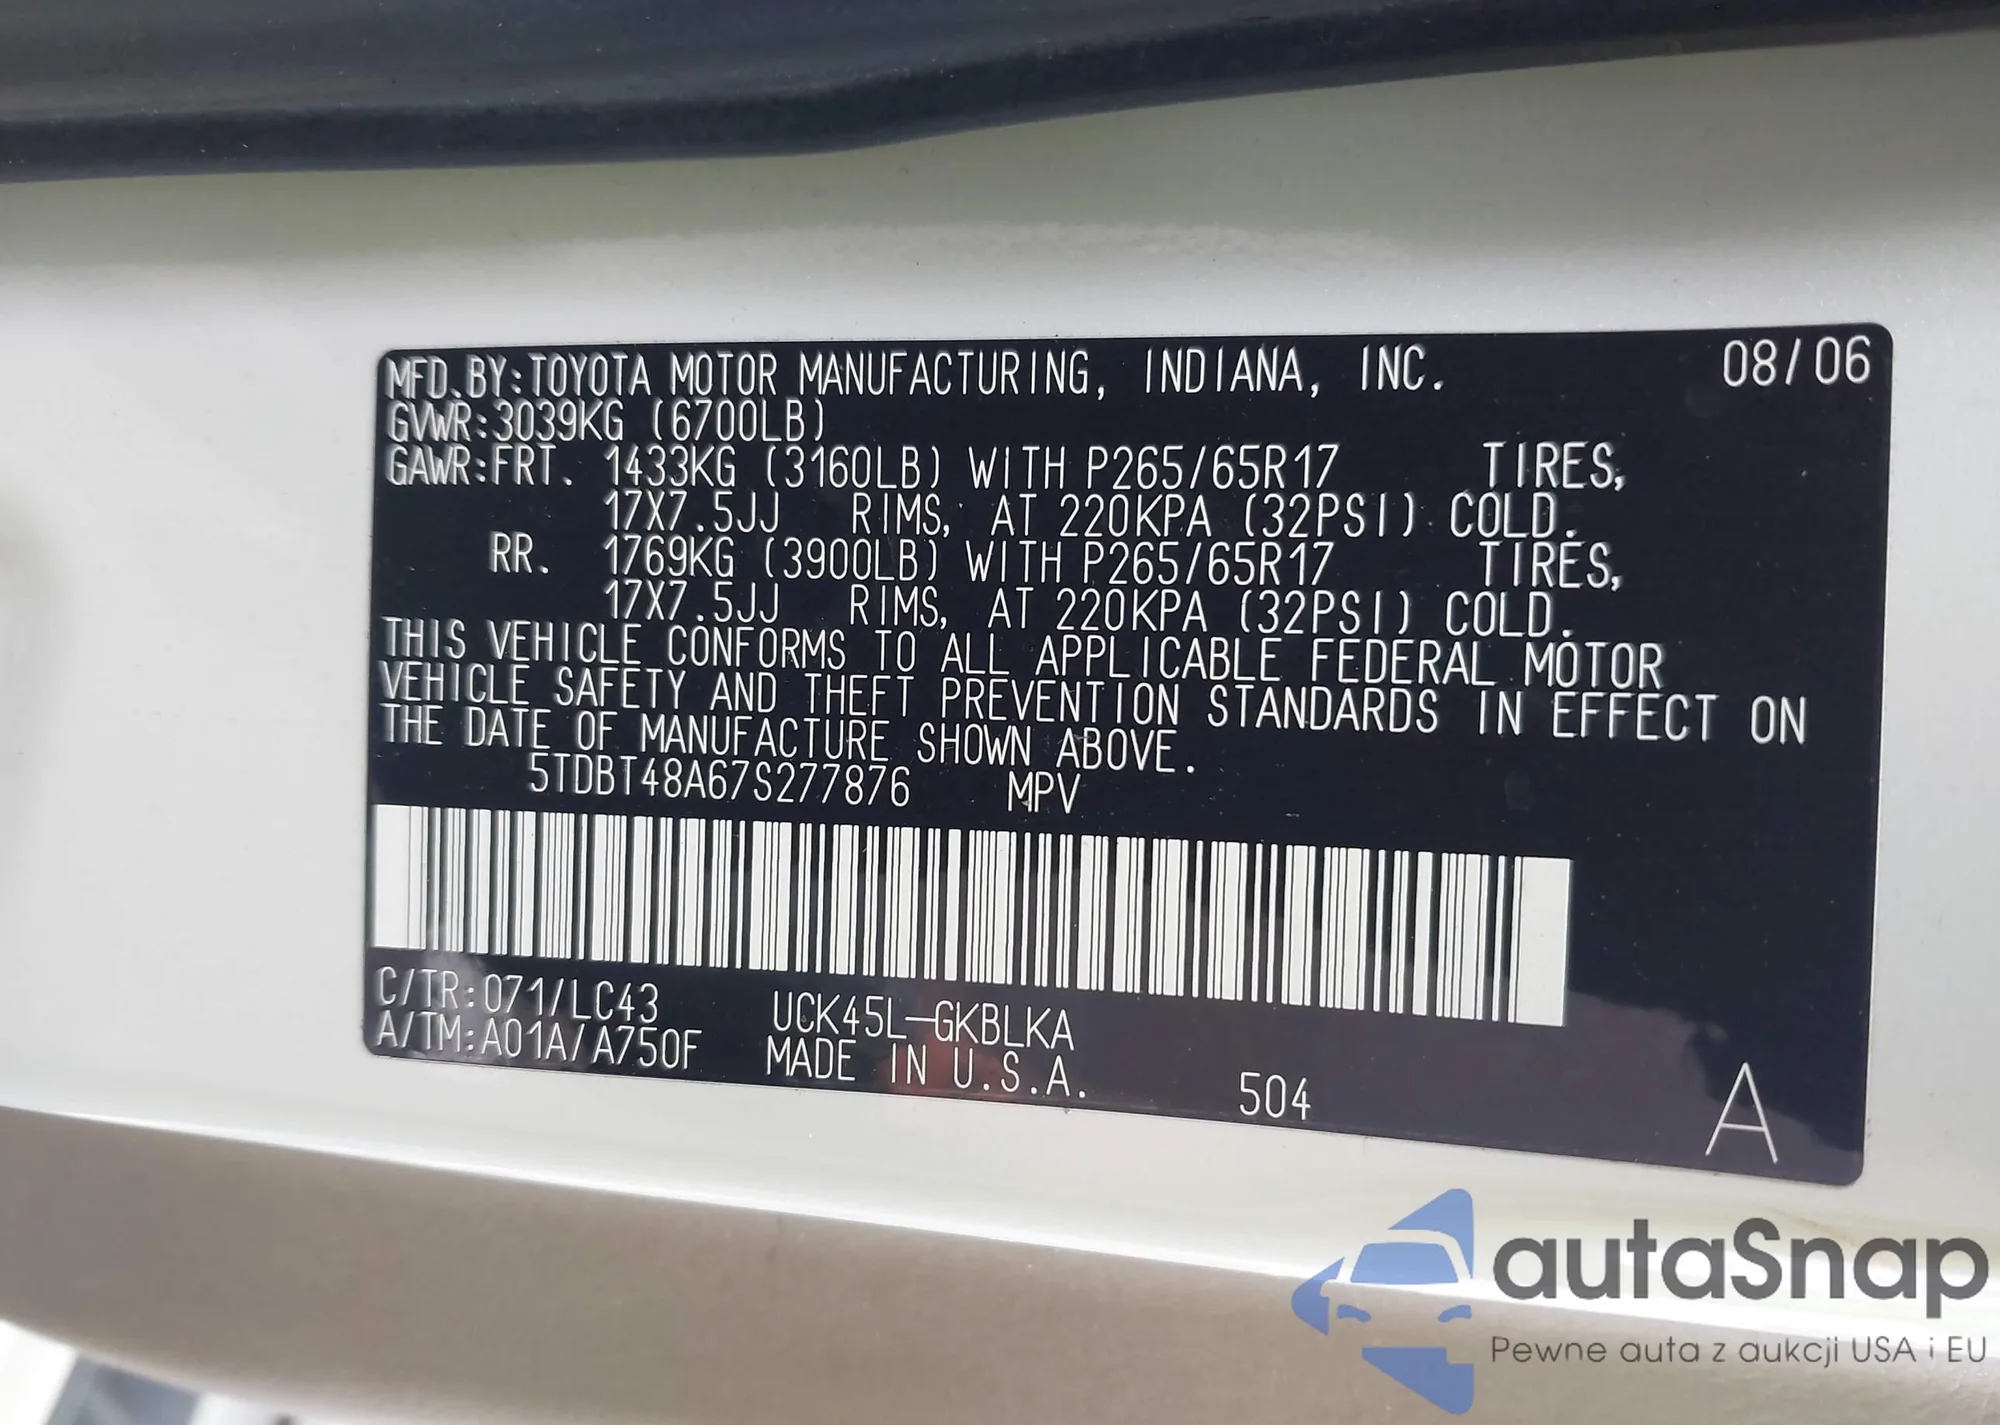 MFD.BY:TOYOTA MOTOR MANUFACTURING, INDIANA, INC. 08/06
GVWR:3039KG (6700LB)
GAWR:FRT. 1433KG (3160LB) WITH P265/65R17 TIRES,
17X7.5JJ RIMS, AT 220KPA (32PSI) COLD.
RR. 1769KG (3900LB) WITH P265/65R17 TIRES,
17X7.5JJ RIMS, AT 220KPA (32PSI) COLD.
THIS VEHICLE CONFORMS TO ALL APPLICABLE FEDERAL MOTOR
VEHICLE SAFETY AND THEFT PREVENTION STANDARDS IN EFFECT ON
THE DATE OF MANUFACTURE SHOWN ABOVE.
5TDBT48A67S277876 MPV
C/TR:071/LC43 UCK45L-GKBLKA
A/TM:A01A/A750F MADE IN U.S.A. 504 A
autaSnap
Pewne auta z aukcji USA i EU